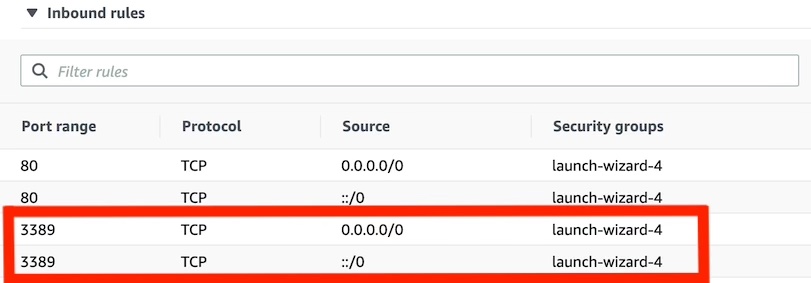 Inbound rules
Filter rules
Port range Protocol Source Security groups
80 TCP 0.0.0.0/0 launch-wizard-4
80 TCP ::/0 launch-wizard-4
3389 TCP 0.0.0.0/0 launch-wizard-4
3389 TCP ::/0 launch-wizard-4